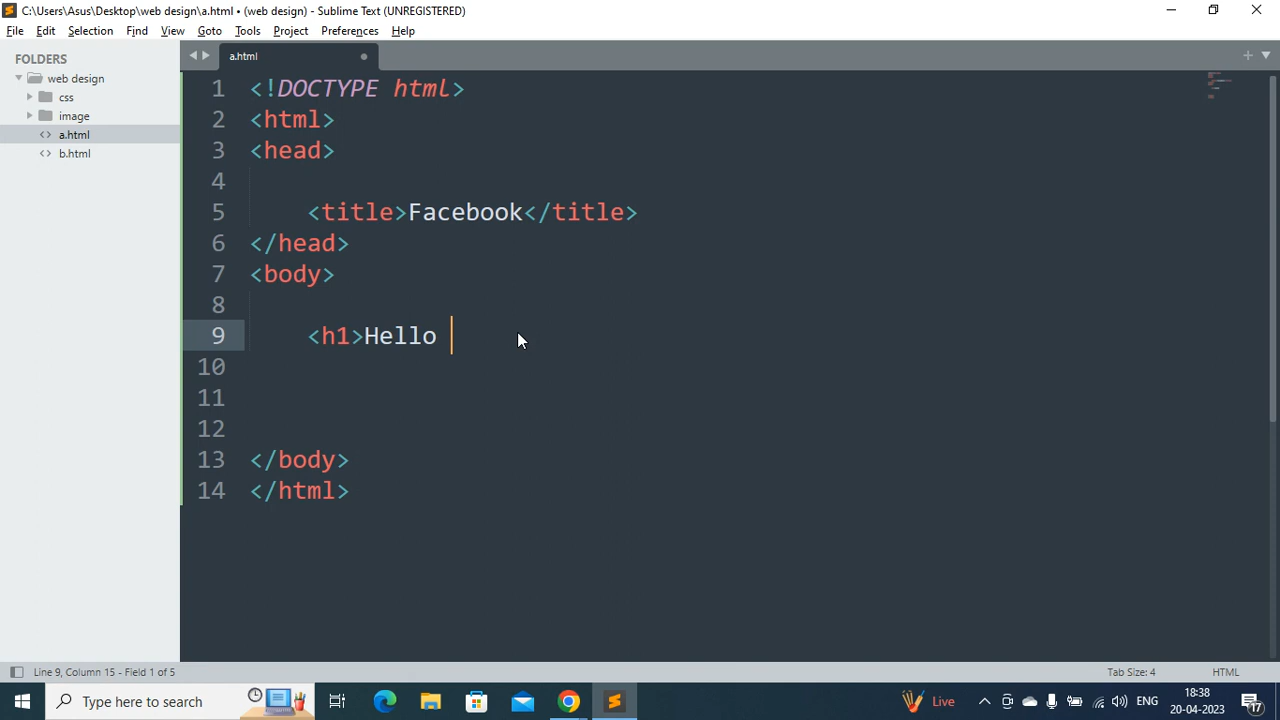 C:\Users\Asus\Desktop\web design\a.html • (web design) - Sublime Text (UNREGISTERED)
File Edit Selection Find View Goto Tools Project Preferences Help
FOLDERS
web design
css
image
<> a.html
<> b.html
a.html
1 <!DOCTYPE html>
2 <html>
3 <head>
4
5 <title>Facebook</title>
6 </head>
7 <body>
8
9 <h1>Hello
10
11
12
13 </body>
14 </html>
Line 9, Column 15 - Field 1 of 5
Tab Size: 4
HTML
Type here to search
Live
ENG
18:38
20-04-2023
17